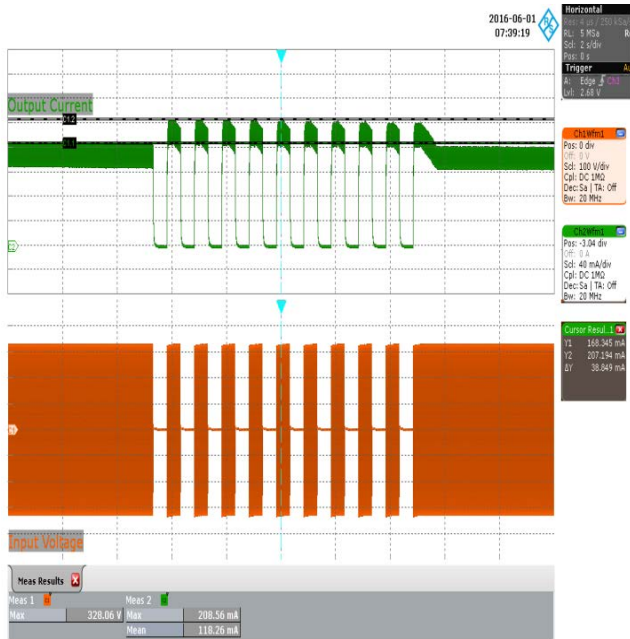 2016-06-01
07:39:19
Horizontal
Res: 4 us / 250 kSa/
RL: 5 MSa
Scl: 2 s/div
Pos: 0 s
Trigger
A: Edge
Lvl: 2.68 V
Output Current
Input Voltage
Ch1Wfm1
Pos: 0 div
Off: 0 V
Scl: 100 V/div
Cpl: DC 1MΩ
Dec: Sa | TA: Off
Bw: 20 MHz
Ch2Wfm1
Pos: -3.04 div
Off: 0 A
Scl: 40 mA/div
Cpl: DC 1MΩ
Dec: Sa | TA: Off
Bw: 20 MHz
Cursor Resul..1
Y1 168.345 mA
Y2 207.194 mA
ΔY 38.849 mA
Meas Results
Meas 1 Meas 2
Max 328.06 V Max 208.56 mA
Mean 118.26 mA